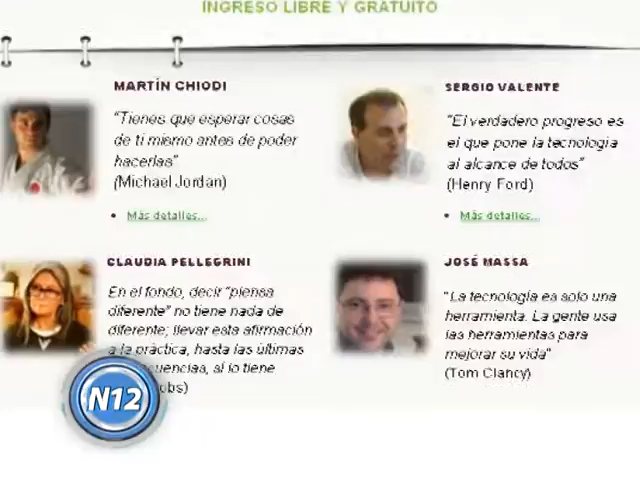 INGRESO LIBRE Y GRATUITO
MARTÍN CHIODI
"Tienes que esperar cosas
de ti mismo antes de poder
hacerlas"
(Michael Jordan)
Más detalles...
SERGIO VALENTE
"El verdadero progreso es
el que pone la tecnología
al alcance de todos"
(Henry Ford)
Más detalles...
CLAUDIA PELLEGRINI
En el fondo, decir "piensa
diferente" no tiene nada de
diferente; llevar esta afirmación
a la práctica, hasta las últimas
cuencias, sí lo tiene
obs)
JOSÉ MASSA
"La tecnología es solo una
herramienta. La gente usa
las herramientas para
mejorar su vida"
(Tom Clancy)
N12